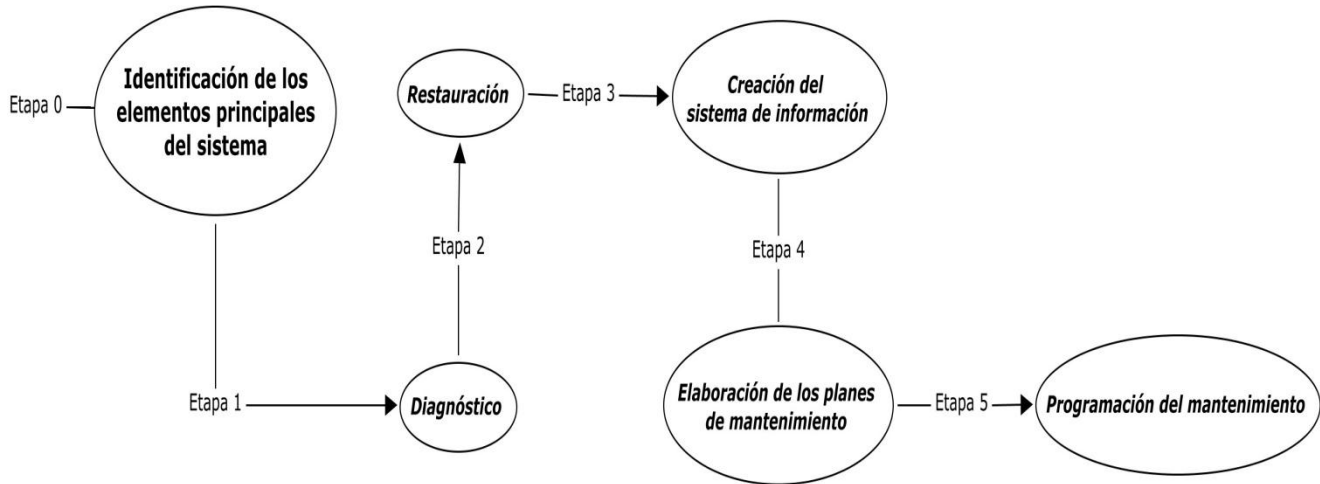 Etapa 0
Identificación de los
elementos principales
del sistema
Etapa 1
Diagnóstico
Etapa 2
Restauración
Etapa 3
Creación del
sistema de información
Etapa 4
Elaboración de los planes
de mantenimiento
Etapa 5
Programación del mantenimiento